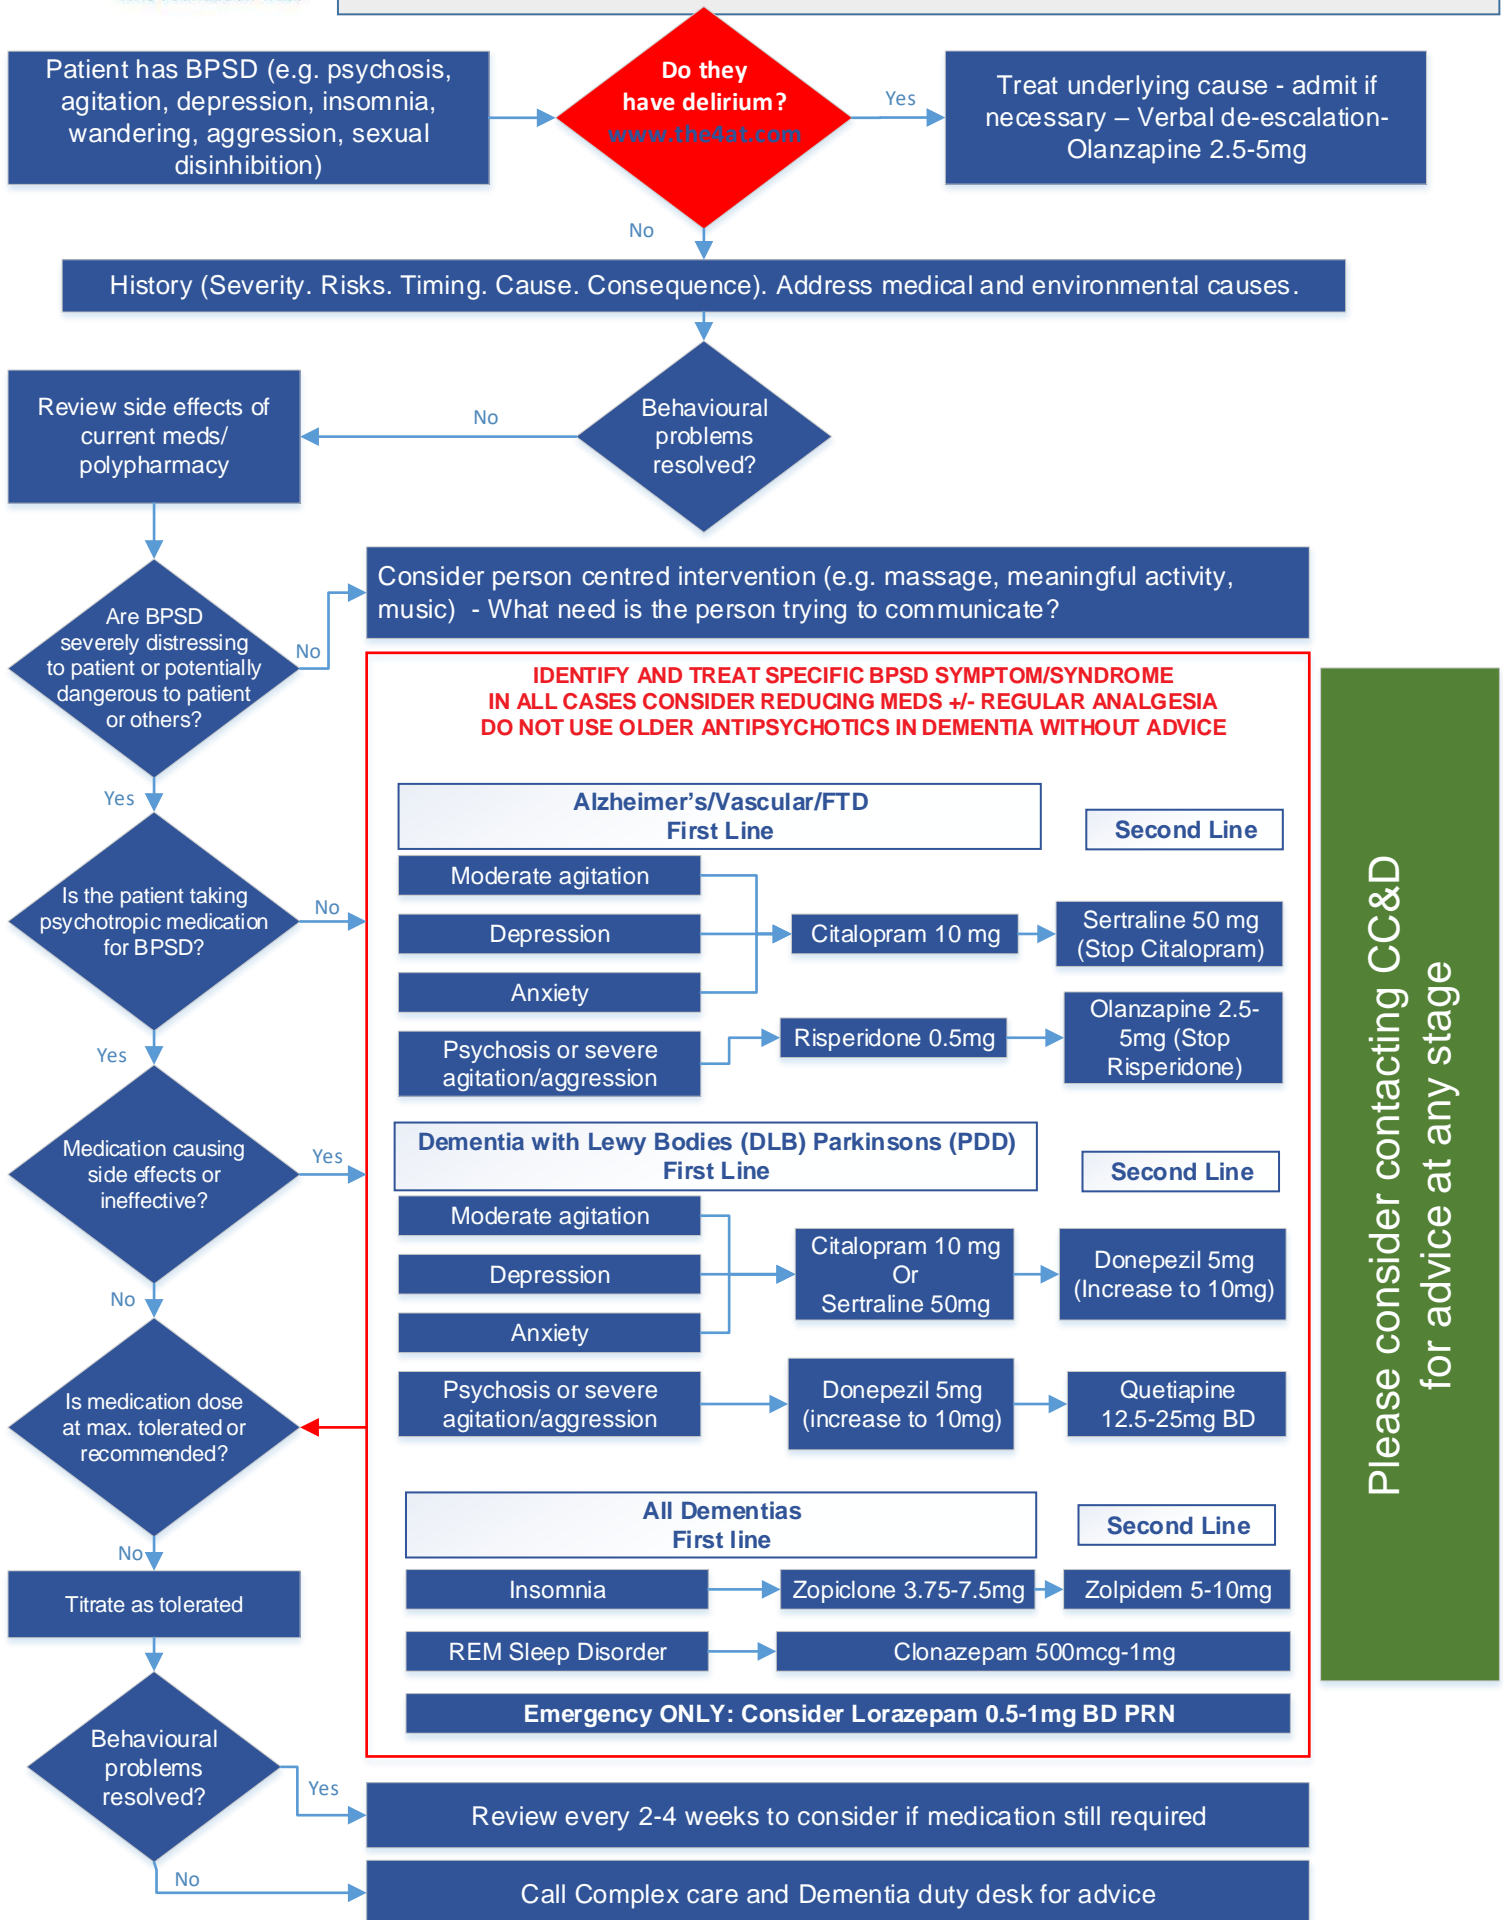 Patient has BPSD (e.g. psychosis,
agitation, depression, insomnia,
wandering, aggression, sexual
disinhibition)
Do they
have delirium?
www.the4at.com
Yes
Treat underlying cause - admit if
necessary – Verbal de-escalation-
Olanzapine 2.5-5mg
No
History (Severity. Risks. Timing. Cause. Consequence). Address medical and environmental causes.
Behavioural
problems
resolved?
No
Review side effects of
current meds/
polypharmacy
Are BPSD
severely distressing
to patient or potentially
dangerous to patient
or others?
No
Consider person centred intervention (e.g. massage, meaningful activity,
music)  - What need is the person trying to communicate?
Yes
Is the patient taking
psychotropic medication
for BPSD?
No
Yes
Medication causing
side effects or
ineffective?
Yes
No
Is medication dose
at max. tolerated or
recommended?
No
Titrate as tolerated
Behavioural
problems
resolved?
Yes
No
IDENTIFY AND TREAT SPECIFIC BPSD SYMPTOM/SYNDROME
IN ALL CASES CONSIDER REDUCING MEDS +/- REGULAR ANALGESIA
DO NOT USE OLDER ANTIPSYCHOTICS IN DEMENTIA WITHOUT ADVICE
Alzheimer's/Vascular/FTD
First Line
Second Line
Moderate agitation
Depression
Anxiety
Citalopram 10 mg
Sertraline 50 mg
(Stop Citalopram)
Psychosis or severe
agitation/aggression
Risperidone 0.5mg
Olanzapine 2.5-
5mg (Stop
Risperidone)
Dementia with Lewy Bodies (DLB) Parkinsons (PDD)
First Line
Second Line
Moderate agitation
Depression
Anxiety
Citalopram 10 mg
Or
Sertraline 50mg
Donepezil 5mg
(Increase to 10mg)
Psychosis or severe
agitation/aggression
Donepezil 5mg
(increase to 10mg)
Quetiapine
12.5-25mg BD
All Dementias
First line
Second Line
Insomnia
Zopiclone 3.75-7.5mg
Zolpidem 5-10mg
REM Sleep Disorder
Clonazepam 500mcg-1mg
Emergency ONLY: Consider Lorazepam 0.5-1mg BD PRN
Review every 2-4 weeks to consider if medication still required
Call Complex care and Dementia duty desk for advice
Please consider contacting CC&D
for advice at any stage